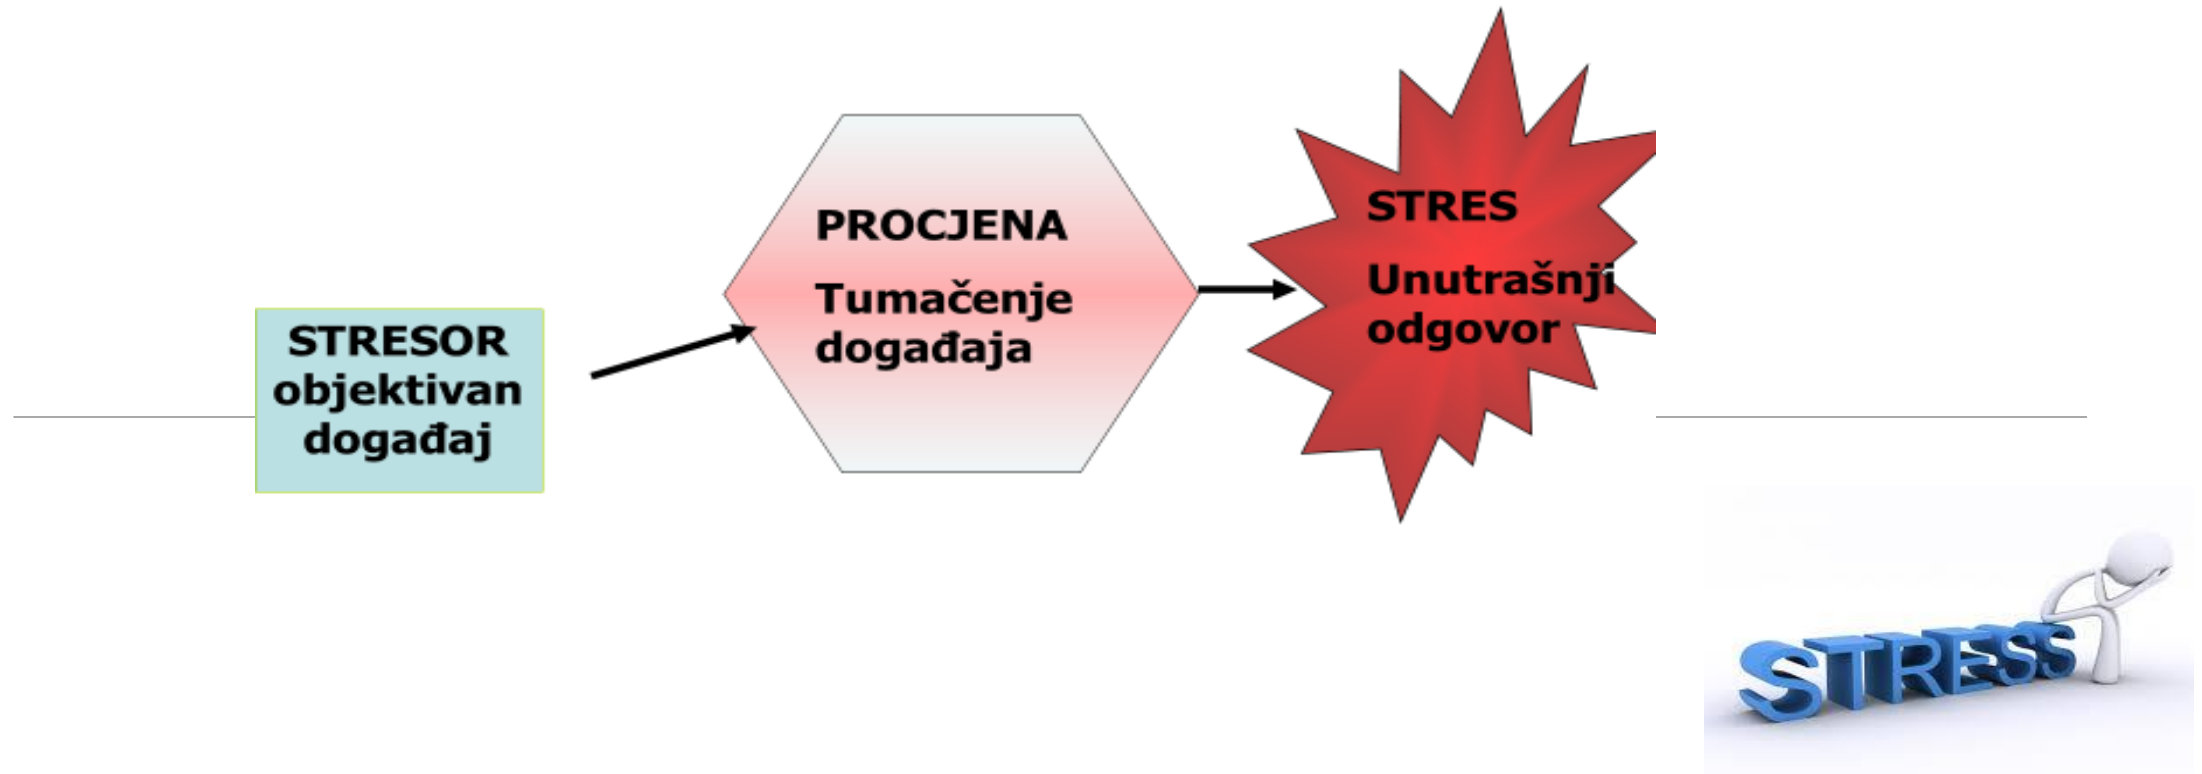 STRESOR
objektivan
događaj
PROCJENA
Tumačenje
događaja
STRES
Unutrašnji
odgovor
STRESS